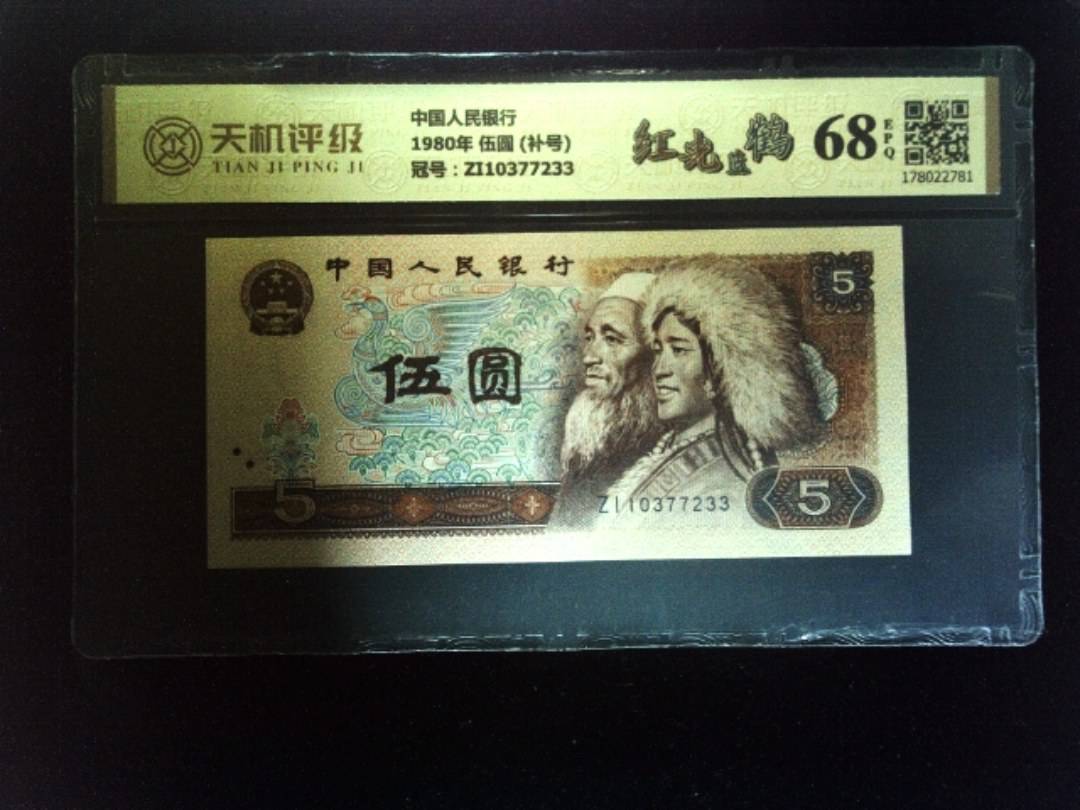 天机评级
TIAN JI PING JI
中国人民银行
1980年 伍圆 (补号)
冠号：ZI10377233
红光蓝鹤
68
EPQ
178022781
中国人民银行
5
伍圆
5
ZI10377233
5